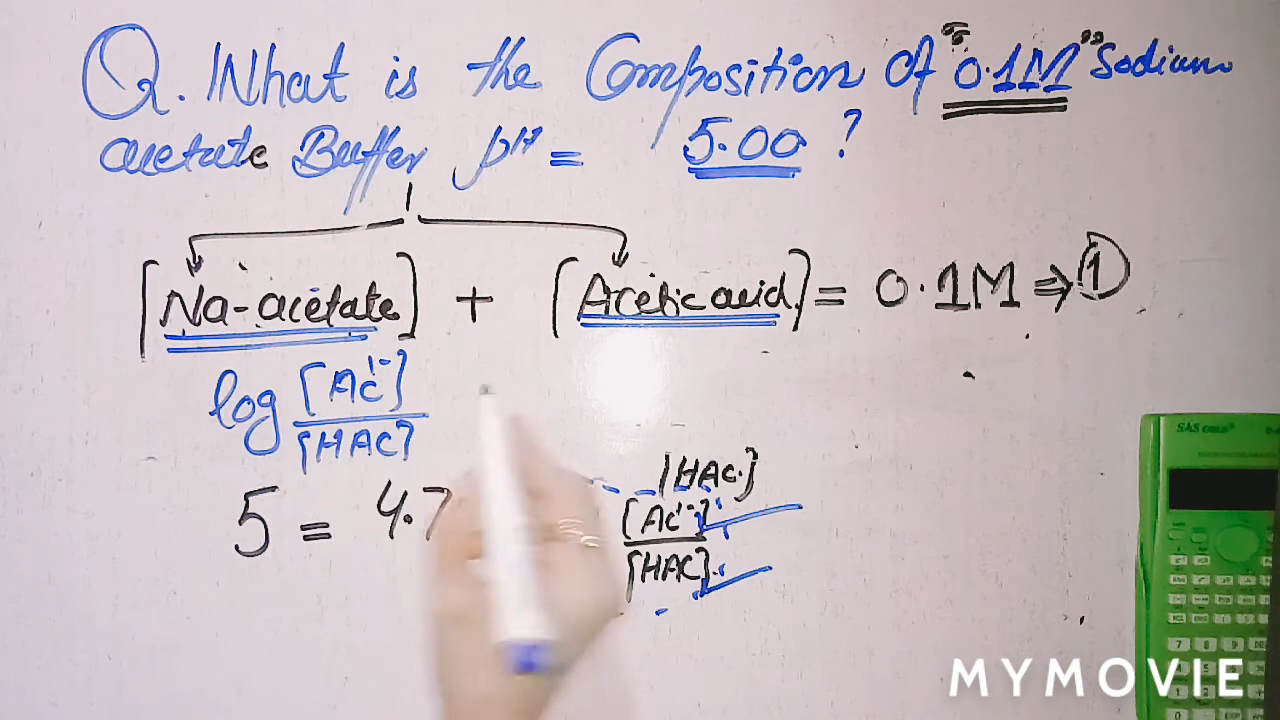 Q. What is the Composition of "0.1M" Sodium
acetate Buffer pH = 5.00 ?
[Na-acetate] + [Acetic acid] = 0.1M ⇒ ①
log [Ac⁻]
[HAC]
[HAC]
5 = 4.7 [Ac⁻]
[HAC]
MYMOVIE